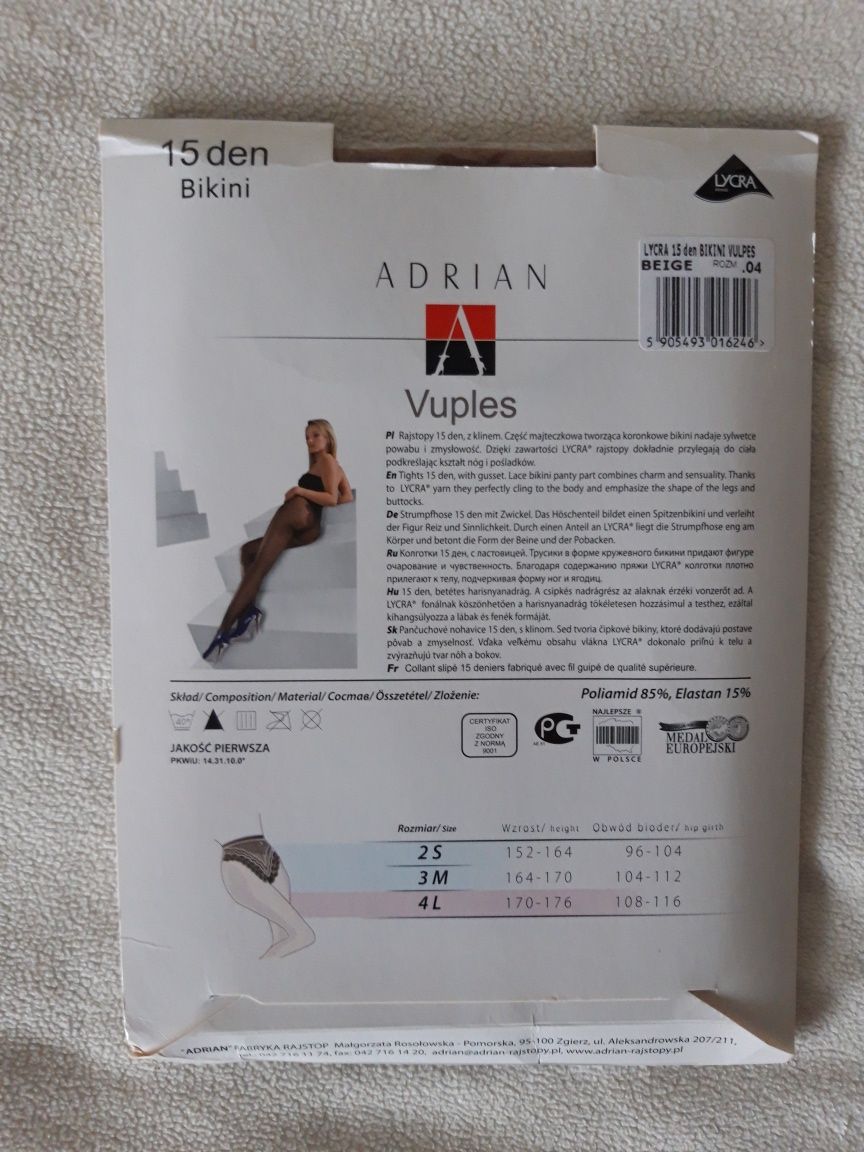 15 den
Bikini
LYCRA
LYCRA 15 den BIKINI VULPES
BEIGE ROZM .04
5 905493 016246 >
ADRIAN
A
Vuples
Pl Rajstopy 15 den, z klinem. Część majteczkowa tworząca koronkowe bikini nadaje sylwetce
powabu i zmysłowość. Dzięki zawartości LYCRA® rajstopy dokładnie przylegają do ciała
podkreślając kształt nóg i pośladków.
En Tights 15 den, with gusset. Lace bikini panty part combines charm and sensuality. Thanks
to LYCRA® yarn they perfectly cling to the body and emphasize the shape of the legs and
buttocks.
De Strumpfhose 15 den mit Zwickel. Das Höschenteil bildet einen Spitzenbikini und verleiht
der Figur Reiz und Sinnlichkeit. Durch einen Anteil an LYCRA® liegt die Strumpfhose eng am
Körper und betont die Form der Beine und der Pobacken.
Ru Колготки 15 ден, с ластовицей. Трусики в форме кружевного бикини придают фигуре
очарование и чувственность. Благодаря содержанию пряжи LYCRA® колготки плотно
прилегают к телу, подчеркивая форму ног и ягодиц.
Hu 15 den, betétes harisnyanadrág. A csipkés nadrágrész az alaknak érzéki vonzerőt ad. A
LYCRA® fonálnak köszönhetően a harisnyanadrág tökéletesen hozzásimul a testhez, ezáltal
kihangsúlyozza a lábak és fenék formáját.
Sk Pančuchové nohavice 15 den, s klinom. Sed tvoria čipkové bikiny, ktoré dodávajú postave
pôvab a zmyselnosť. Vďaka veľkému obsahu vlákna LYCRA® dokonalo priľnú k telu a
zvýrazňujú tvar nôh a bokov.
Fr Collant slipé 15 deniers fabriqué avec fil guipé de qualité supérieure.
Skład/ Composition/ Material/ Состав/ Összetétel/ Zloženie: Poliamid 85%, Elastan 15%
40°
JAKOŚĆ PIERWSZA
PKWiU: 14.31.10.0*
CERTYFIKAT
ISO
ZGODNY
Z NORMĄ
9001
РСТ
NAJLEPSZE ®
W POLSCE
MEDAL
EUROPEJSKI
Rozmiar/ Size Wzrost/ height Obwód bioder/ hip girth
2 S 152-164 96-104
3 M 164-170 104-112
4 L 170-176 108-116
"ADRIAN" FABRYKA RAJSTOP Małgorzata Rosołowska - Pomorska, 95-100 Zgierz, ul. Aleksandrowska 207/211,
tel.: 042 716 11 74, fax: 042 716 14 20, adrian@adrian-rajstopy.pl, www.adrian-rajstopy.pl